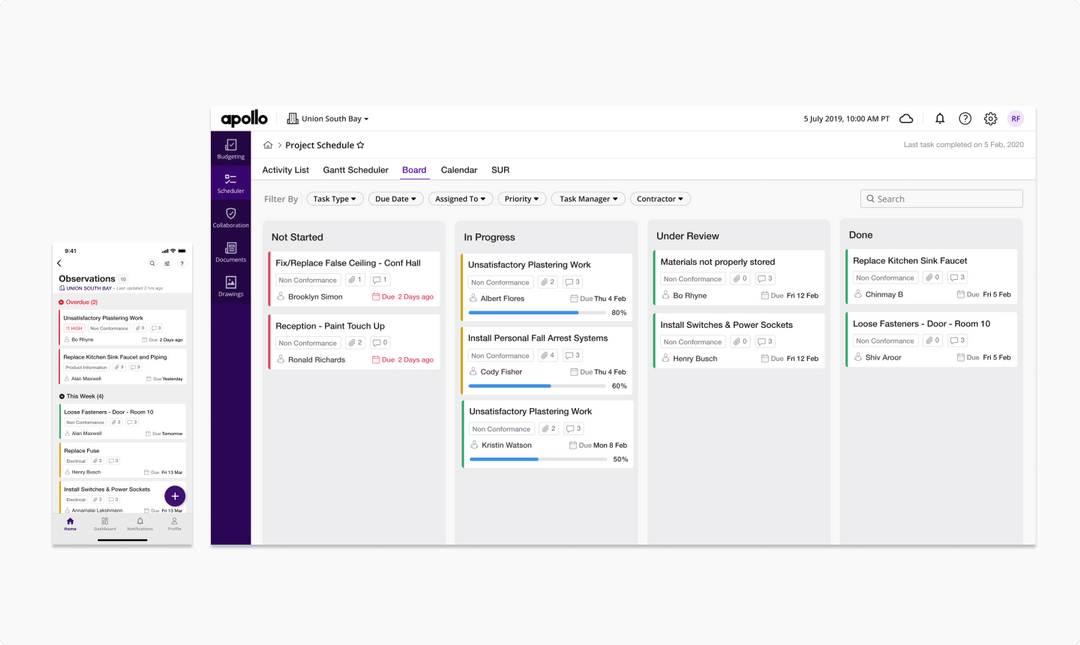 9:41
Observations 10
UNION SOUTH BAY • Last updated 2 hrs ago
Overdue (2)
Unsatisfactory Plastering Work
HIGH Non Conformance 0 3
Bo Rhyne Due 2 Days ago
Replace Kitchen Sink Faucet and Piping
Product Information 3 3
Alan Maxwell Due Yesterday
This Week (4)
Loose Fasteners - Door - Room 10
Non Conformance 3 3
Alan Maxwell Due Tomorrow
Replace Fuse
Electrical 3 3
Henry Busch Due Fri 13 Mar
Install Switches & Power Sockets
Electrical 3 3
Annamalai Lakshmann Due Fri 13 Mar
+
Home Dashboard Notifications Profile
apollo Union South Bay 5 July 2019, 10:00 AM PT ? RF
> Project Schedule Last task completed on 5 Feb, 2020
Activity List Gantt Scheduler Board Calendar SUR
Filter By Task Type Due Date Assigned To Priority Task Manager Contractor Search
Budgeting
Scheduler
Collaboration
Documents
Drawings
Not Started
Fix/Replace False Ceiling - Conf Hall
Non Conformance 1 1
Brooklyn Simon Due 2 Days ago
Reception - Paint Touch Up
Non Conformance 2 0
Ronald Richards Due 2 Days ago
In Progress
Unsatisfactory Plastering Work
Non Conformance 2 3
Albert Flores Due Thu 4 Feb
80%
Install Personal Fall Arrest Systems
Non Conformance 4 3
Cody Fisher Due Thu 4 Feb
60%
Unsatisfactory Plastering Work
Non Conformance 2 3
Kristin Watson Due Mon 8 Feb
50%
Under Review
Materials not properly stored
Non Conformance 0 3
Bo Rhyne Due Fri 12 Feb
Install Switches & Power Sockets
Non Conformance 0 3
Henry Busch Due Fri 12 Feb
Done
Replace Kitchen Sink Faucet
Non Conformance 0 3
Chinmay B Due Fri 5 Feb
Loose Fasteners - Door - Room 10
Non Conformance 0 3
Shiv Aroor Due Fri 5 Feb